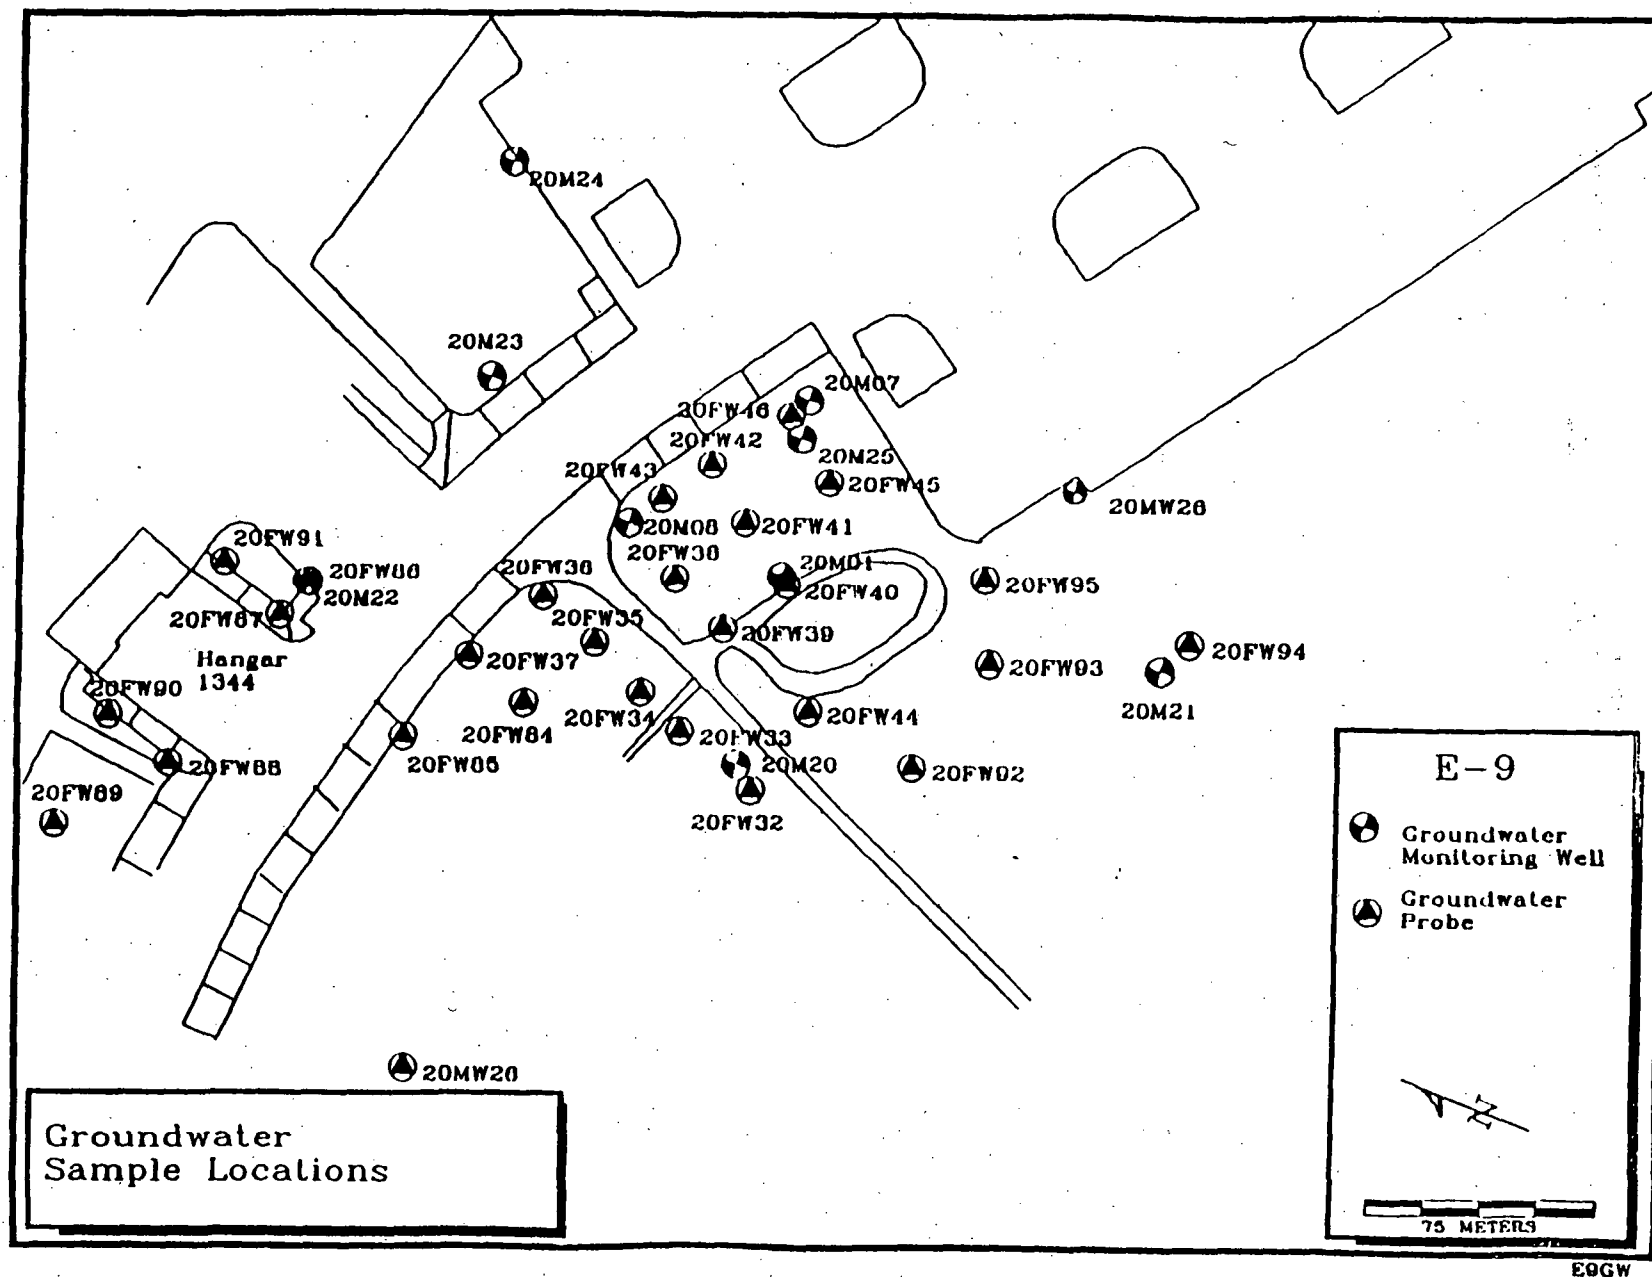 20M24
20M23
20M07
20FW46
20FW42
20M25
20FW43
20FW45
20MW26
20M08
20FW41
20FW91
20FW38
20FW36
20M01
20FW86
20FW40
20FW95
20M22
20FW87
20FW35
20FW39
Hangar
1344
20FW37
20FW93
20FW94
20FW90
20FW34
20FW44
20M21
20FW84
20FW33
20FW85
20M20
20FW88
20FW92
20FW89
20FW32
E-9
Groundwater
Monitoring Well
Groundwater
Probe
20MW20
N
75 METERS
Groundwater
Sample Locations
E9GW